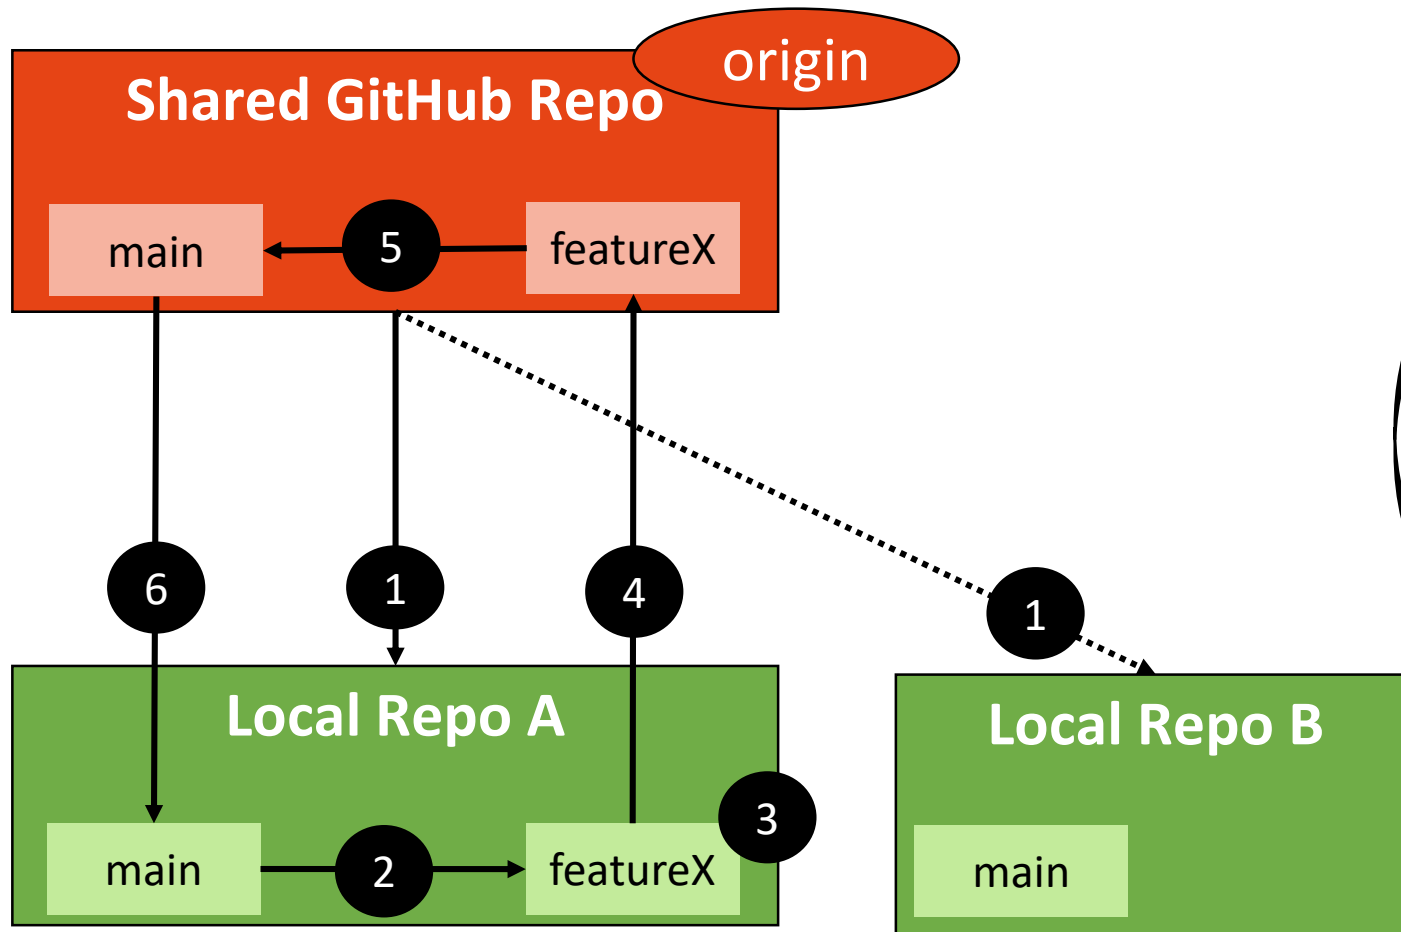 origin
Shared GitHub Repo
main
5
featureX
6
1
4
1
Local Repo A
Local Repo B
3
main
2
featureX
main